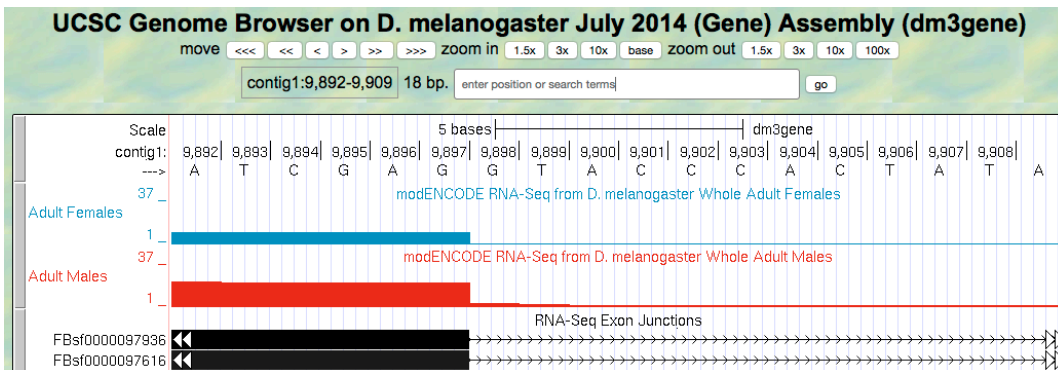 UCSC Genome Browser on D. melanogaster July 2014 (Gene) Assembly (dm3gene)
move <<< << < > >> >>> zoom in 1.5x 3x 10x base zoom out 1.5x 3x 10x 100x
contig1:9,892-9,909 18 bp. enter position or search terms go
Scale 5 bases dm3gene
contig1: 9,892| 9,893| 9,894| 9,895| 9,896| 9,897| 9,898| 9,899| 9,900| 9,901| 9,902| 9,903| 9,904| 9,905| 9,906| 9,907| 9,908|
---> A T C G A G G T A C C C A C T A T A
37 _ modENCODE RNA-Seq from D. melanogaster Whole Adult Females
Adult Females
1 _
37 _ modENCODE RNA-Seq from D. melanogaster Whole Adult Males
Adult Males
1 _
RNA-Seq Exon Junctions
FBsf0000097936
FBsf0000097616